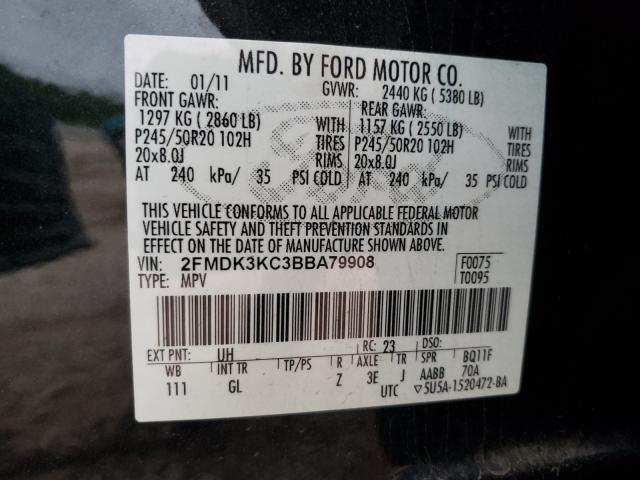 MFD. BY FORD MOTOR CO.
DATE: 01/11 GVWR: 2440 KG ( 5380 LB)
FRONT GAWR: REAR GAWR:
1297 KG ( 2860 LB) WITH 1157 KG ( 2550 LB) WITH
P245/50R20 102H TIRES P245/50R20 102H TIRES
20x8.0J RIMS 20x8.0J RIMS
AT 240 kPa/ 35 PSI COLD AT 240 kPa/ 35 PSI COLD
THIS VEHICLE CONFORMS TO ALL APPLICABLE FEDERAL MOTOR
VEHICLE SAFETY AND THEFT PREVENTION STANDARDS IN
EFFECT ON THE DATE OF MANUFACTURE SHOWN ABOVE.
VIN: 2FMDK3KC3BBA79908 F0075
TYPE: MPV T0095
EXT PNT: UH RC: 23 DSO:
WB INT TR TP/PS R AXLE TR SPR BQ11F
111 GL Z 3E J AABB 70A
UTC ▽5U5A-1520472-BA